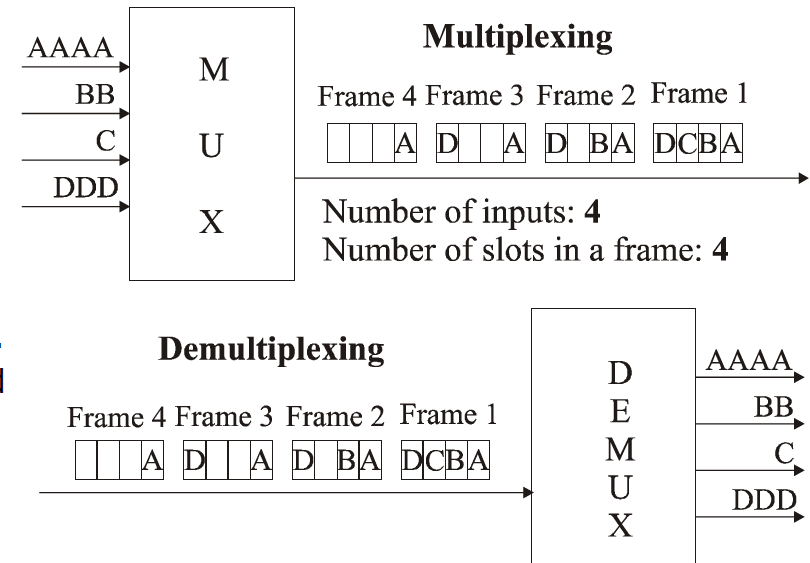 Multiplexing
AAAA
BB
C
DDD
M
U
X
Frame 4 Frame 3 Frame 2 Frame 1
A D A D BA DCBA
Number of inputs: 4
Number of slots in a frame: 4
Demultiplexing
Frame 4 Frame 3 Frame 2 Frame 1
A D A D BA DCBA
D
E
M
U
X
AAAA
BB
C
DDD